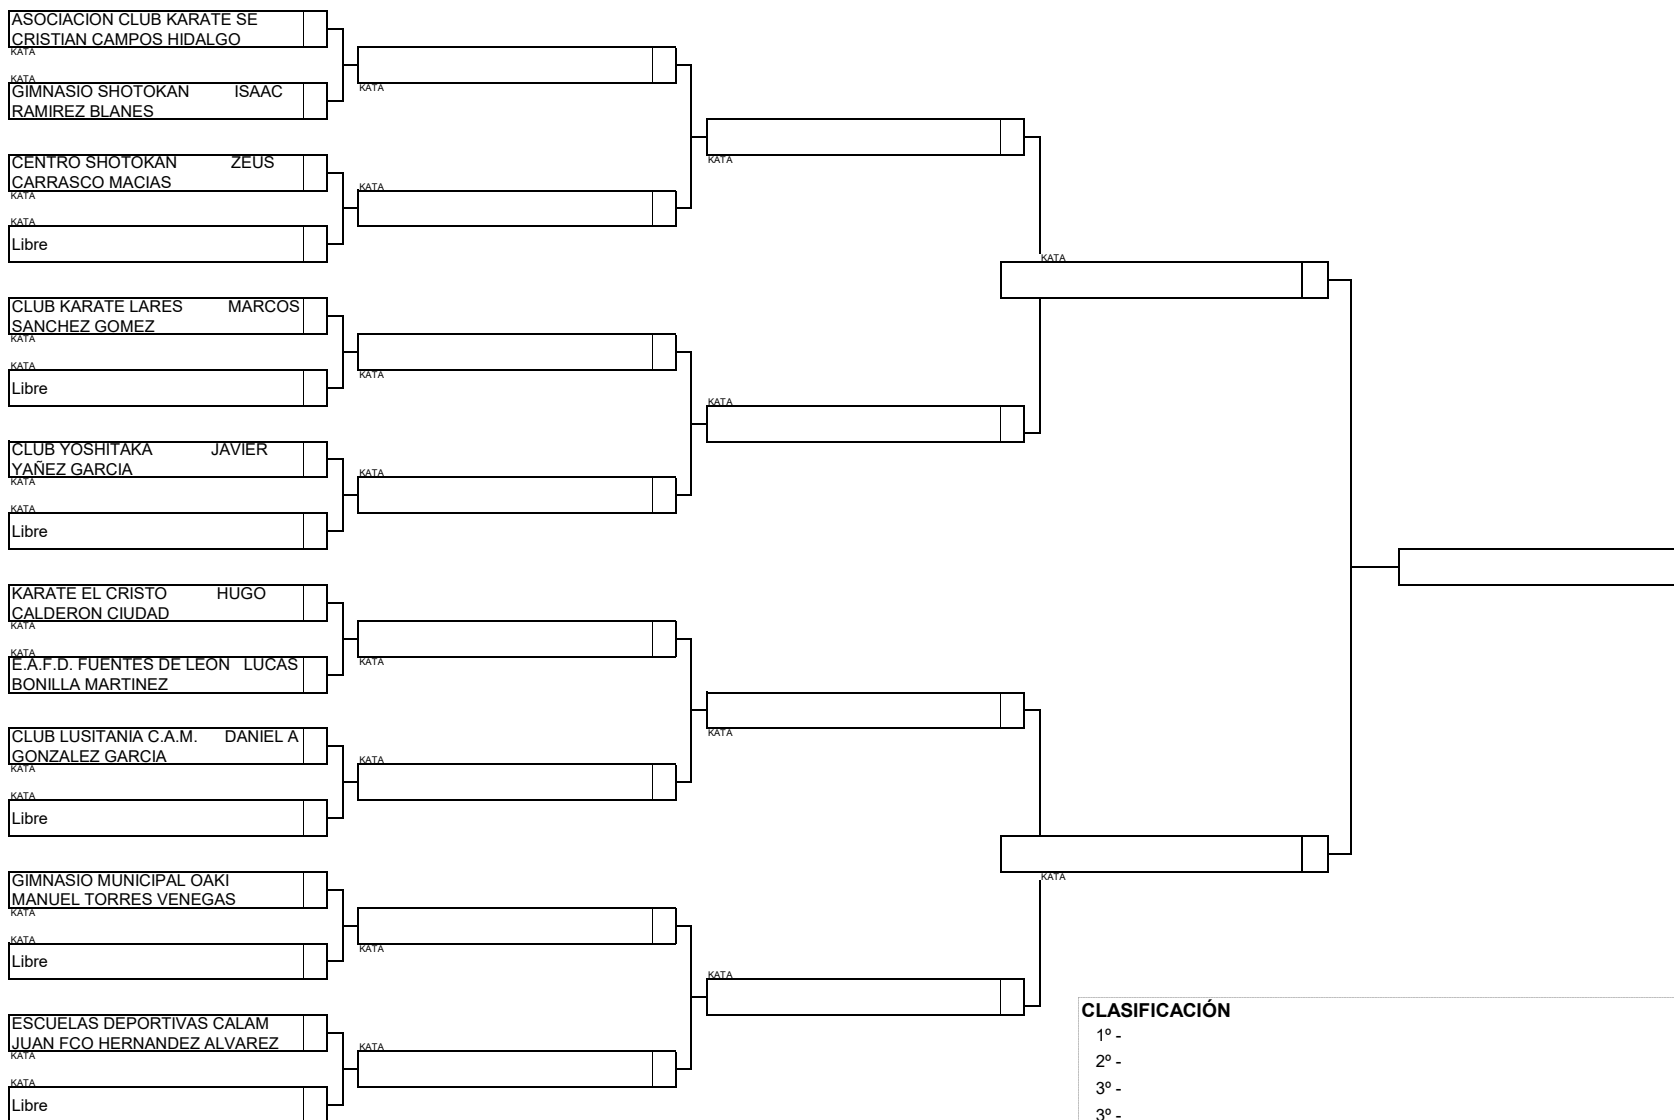 ASOCIACION CLUB KARATE SE
CRISTIAN CAMPOS HIDALGO
KATA
KATA
GIMNASIO SHOTOKAN ISAAC
RAMIREZ BLANES
CENTRO SHOTOKAN ZEUS
CARRASCO MACIAS
KATA
KATA
Libre
CLUB KARATE LARES MARCOS
SANCHEZ GOMEZ
KATA
KATA
Libre
CLUB YOSHITAKA JAVIER
YAÑEZ GARCIA
KATA
KATA
Libre
KARATE EL CRISTO HUGO
CALDERON CIUDAD
KATA
KATA
E.A.F.D. FUENTES DE LEON LUCAS
BONILLA MARTINEZ
CLUB LUSITANIA C.A.M. DANIEL A
GONZALEZ GARCIA
KATA
KATA
Libre
GIMNASIO MUNICIPAL OAKI
MANUEL TORRES VENEGAS
KATA
KATA
Libre
ESCUELAS DEPORTIVAS CALAM
JUAN FCO HERNANDEZ ALVAREZ
KATA
KATA
Libre
KATA
KATA
KATA
KATA
KATA
KATA
KATA
KATA
KATA
KATA
KATA
KATA
KATA
KATA
CLASIFICACIÓN
1º -
2º -
3º -
3º -